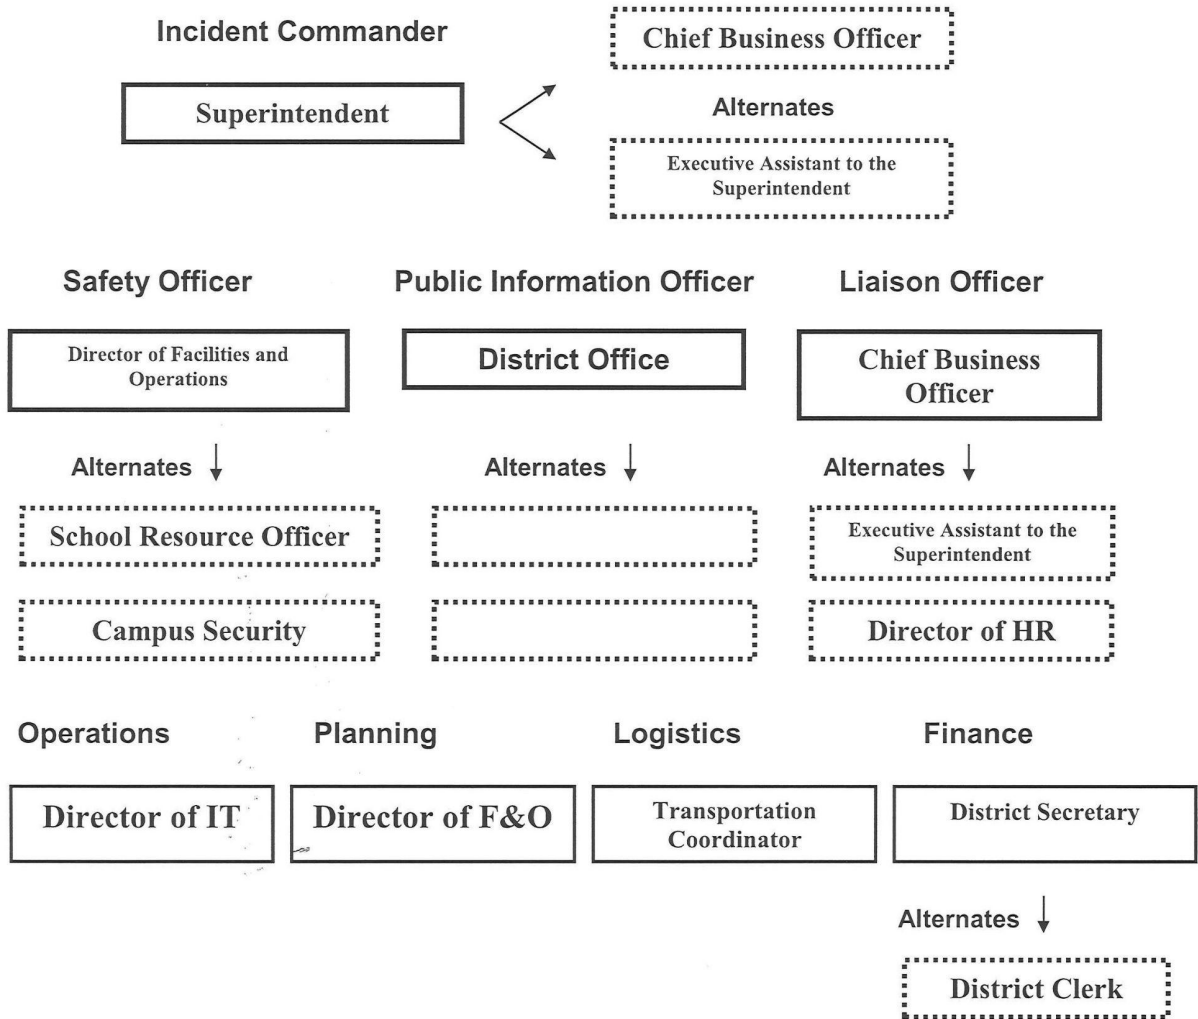 Incident Commander
Superintendent
Chief Business Officer
Alternates
Executive Assistant to the
Superintendent
Safety Officer
Director of Facilities and
Operations
Alternates
School Resource Officer
Campus Security
Public Information Officer
District Office
Alternates
Liaison Officer
Chief Business
Officer
Alternates
Executive Assistant to the
Superintendent
Director of HR
Operations
Director of IT
Planning
Director of F&O
Logistics
Transportation
Coordinator
Finance
District Secretary
Alternates
District Clerk